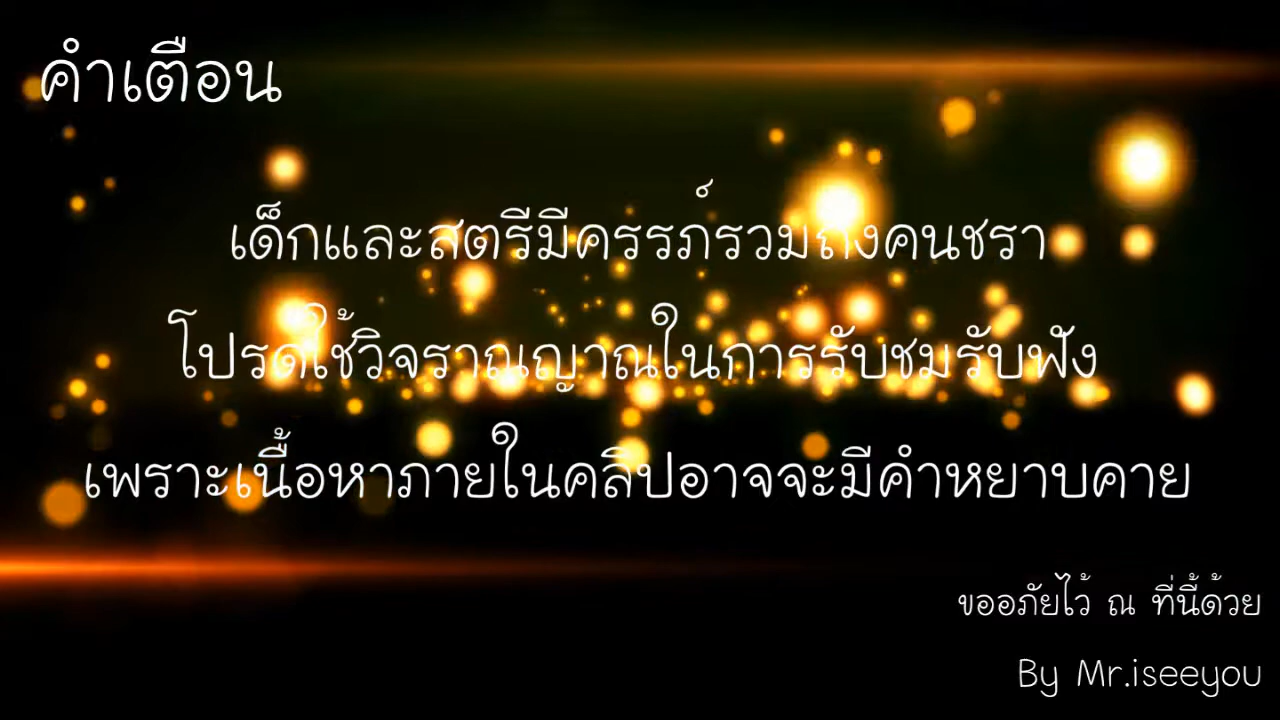 คำเตือน
เด็กและสตรีมีครรภ์รวมถึงคนชรา
โปรดใช้วิจราณญาณในการรับชมรับฟัง
เพราะเนื้อหาภายในคลิปอาจจะมีคำหยาบคาย
ขออภัยไว้ ณ ที่นี้ด้วย
By Mr.iseeyou